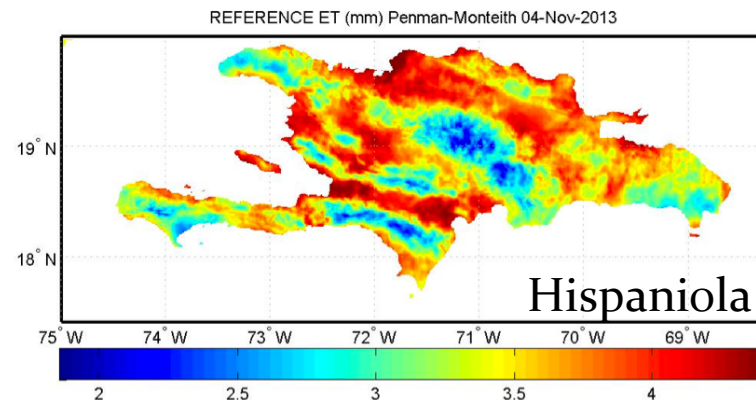 REFERENCE ET (mm) Penman-Monteith 04-Nov-2013
19° N
18° N
Hispaniola
75° W 74° W 73° W 72° W 71° W 70° W 69° W
2 2.5 3 3.5 4